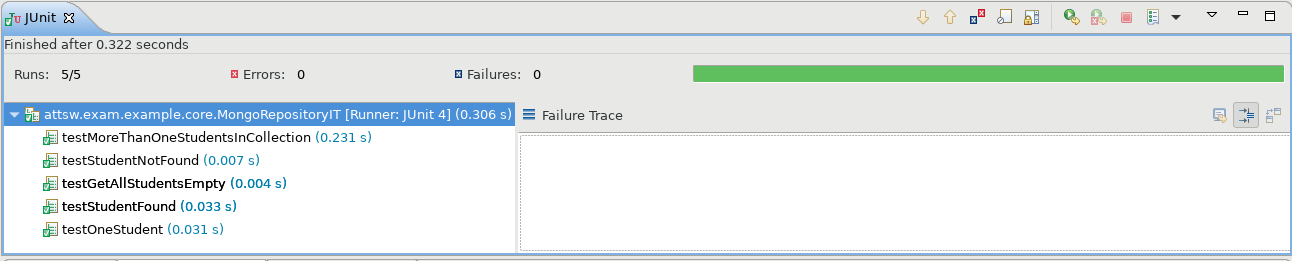 JUnit
Finished after 0.322 seconds
Runs: 5/5 Errors: 0 Failures: 0
attsw.exam.example.core.MongoRepositoryIT [Runner: JUnit 4] (0.306 s)
Failure Trace
testMoreThanOneStudentsInCollection (0.231 s)
testStudentNotFound (0.007 s)
testGetAllStudentsEmpty (0.004 s)
testStudentFound (0.033 s)
testOneStudent (0.031 s)